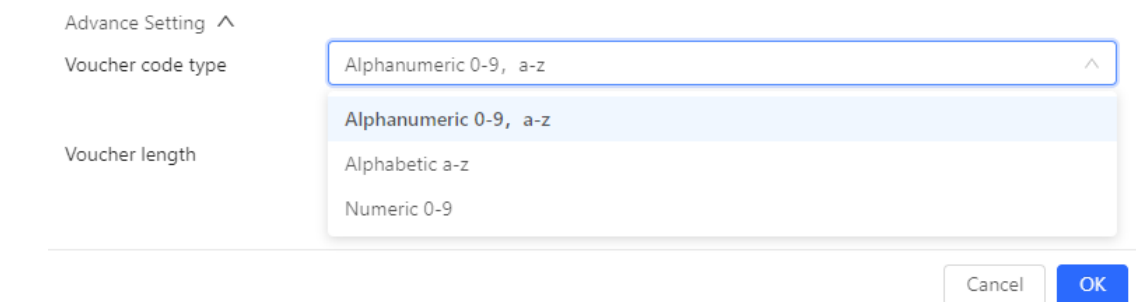 Advance Setting
Voucher code type
Alphanumeric 0-9，a-z
Alphanumeric 0-9，a-z
Voucher length
Alphabetic a-z
Numeric 0-9
Cancel
OK